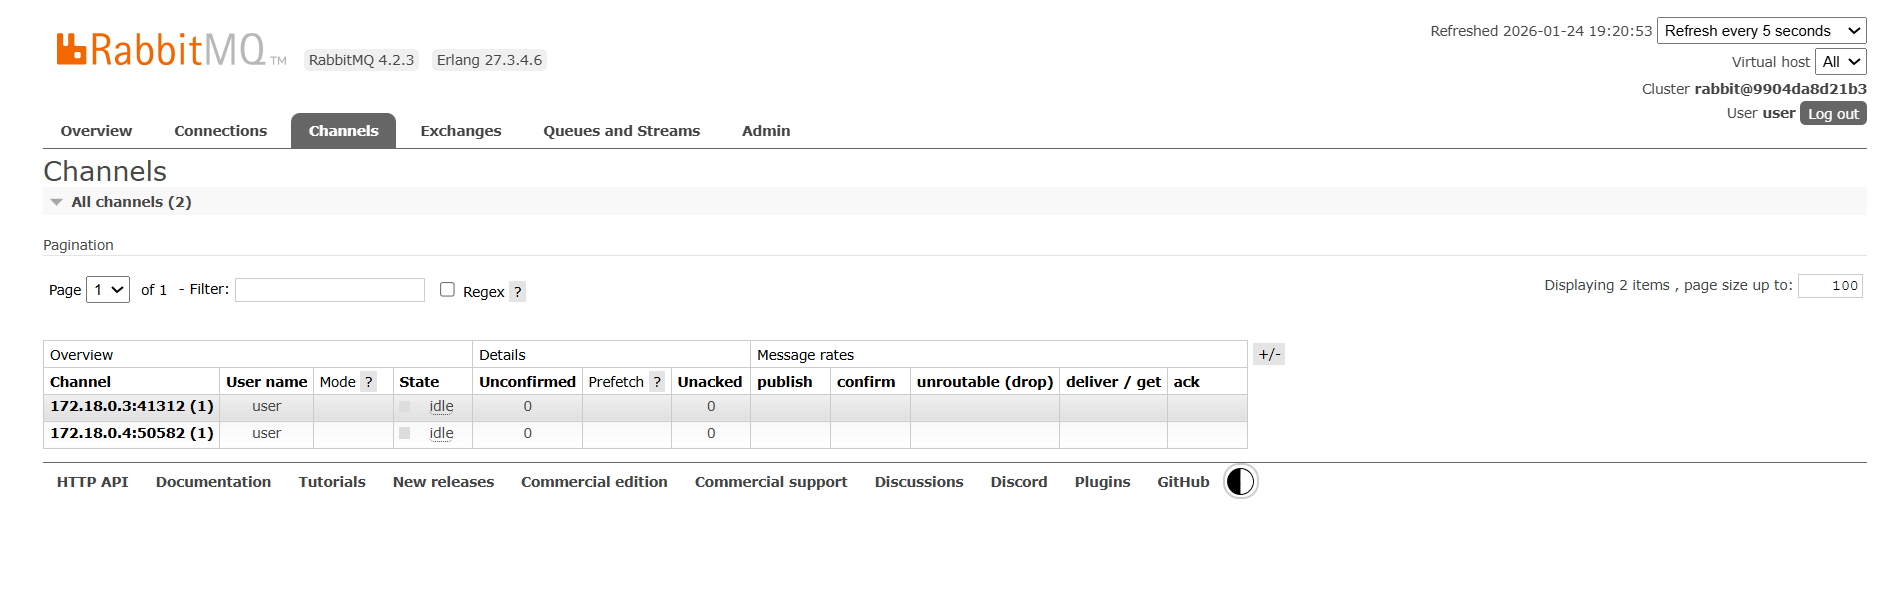 RabbitMQ TM RabbitMQ 4.2.3 Erlang 27.3.4.6
Refreshed 2026-01-24 19:20:53 Refresh every 5 seconds
Virtual host All
Cluster rabbit@9904da8d21b3
User user Log out
Overview Connections Channels Exchanges Queues and Streams Admin
Channels
All channels (2)
Pagination
Page 1 of 1 - Filter: Regex ? Displaying 2 items , page size up to: 100
Overview Details Message rates +/-
Channel User name Mode ? State Unconfirmed Prefetch ? Unacked publish confirm unroutable (drop) deliver / get ack
172.18.0.3:41312 (1) user idle 0 0
172.18.0.4:50582 (1) user idle 0 0
HTTP API Documentation Tutorials New releases Commercial edition Commercial support Discussions Discord Plugins GitHub